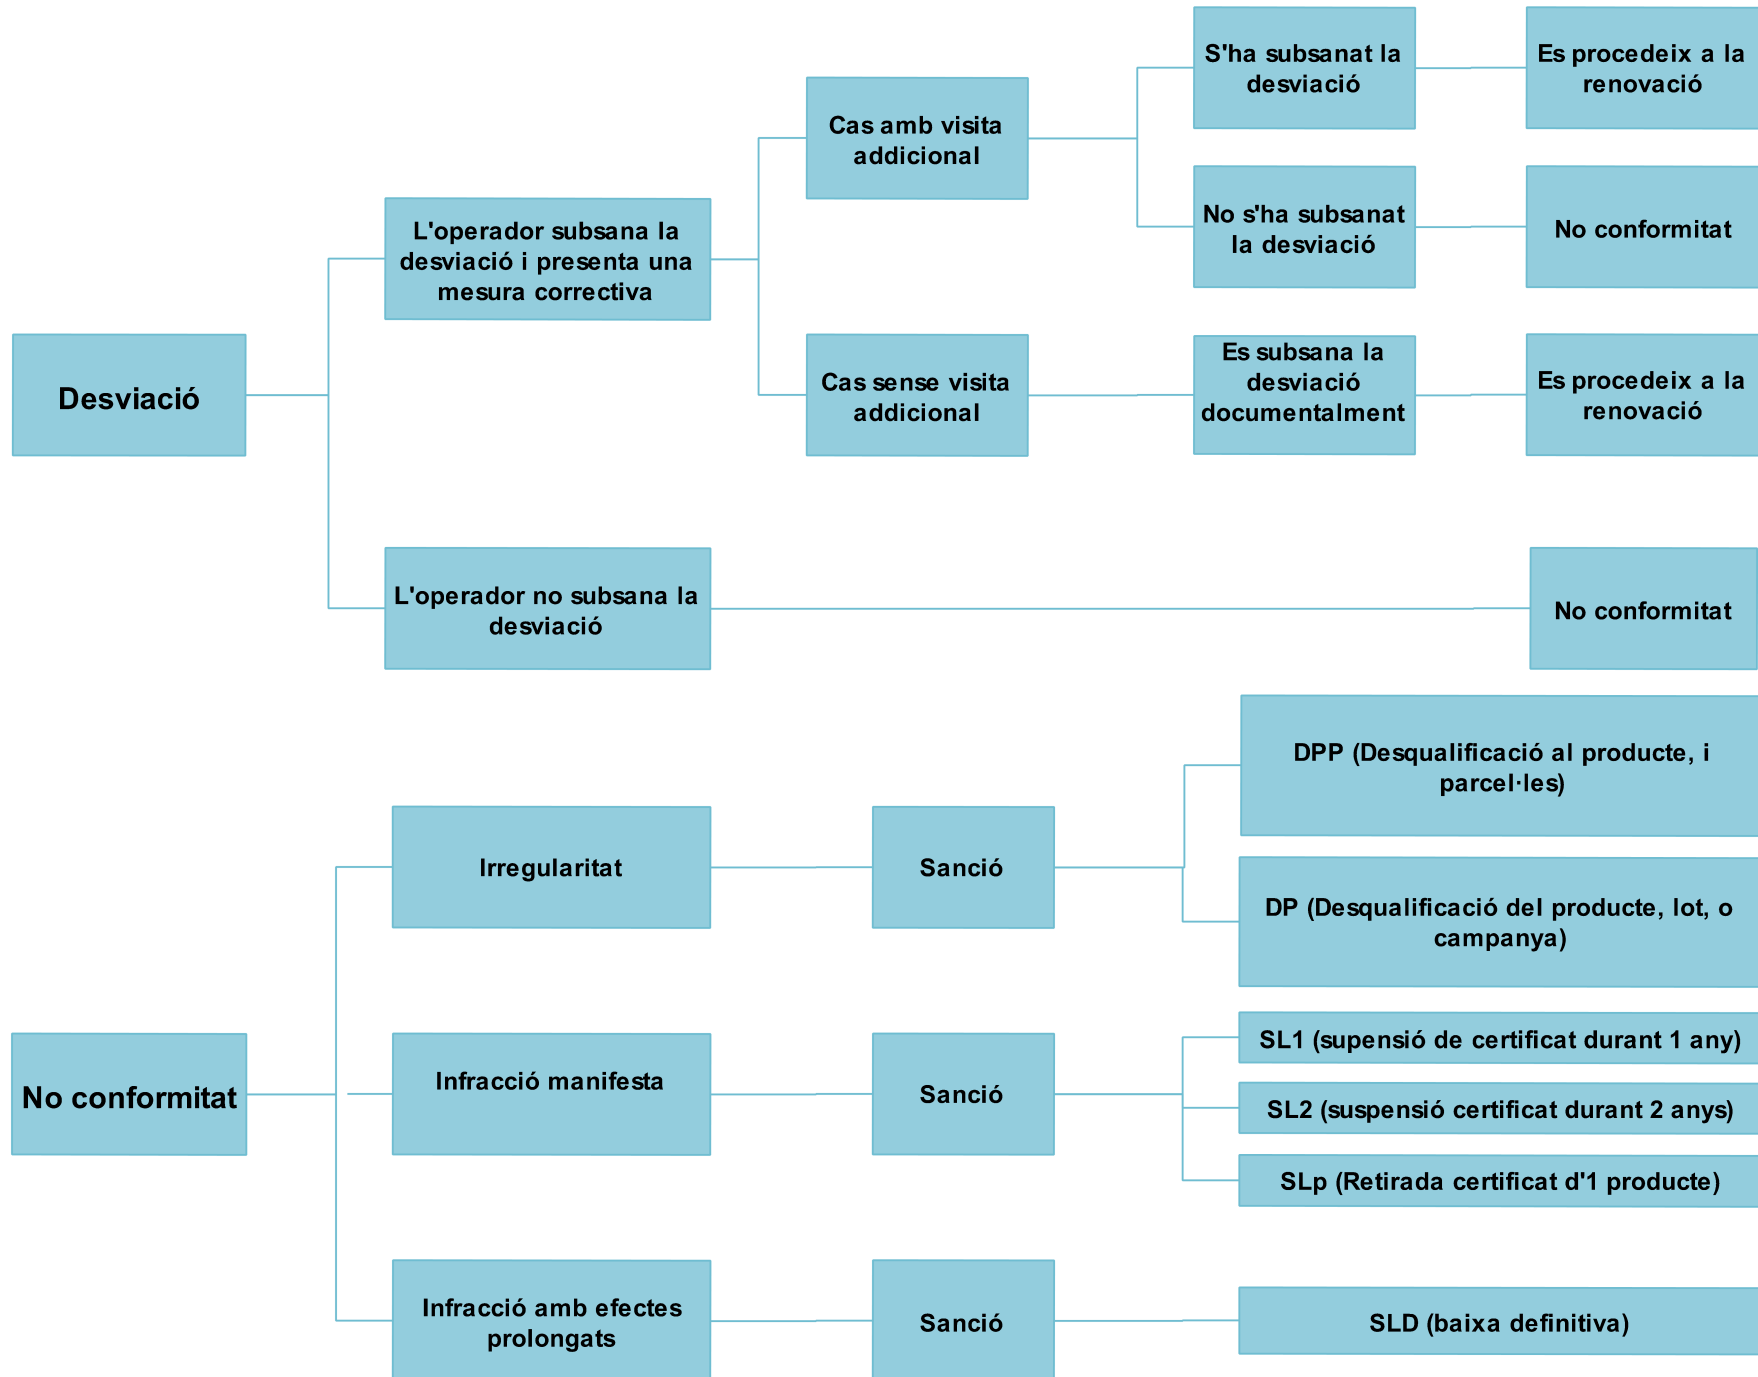 Desviació
L'operador subsana la
desviació i presenta una
mesura correctiva
Cas amb visita
addicional
S'ha subsanat la
desviació
Es procedeix a la
renovació
No s'ha subsanat
la desviació
No conformitat
Cas sense visita
addicional
Es subsana la
desviació
documentalment
Es procedeix a la
renovació
L'operador no subsana la
desviació
No conformitat
No conformitat
Irregularitat
Sanció
DPP (Desqualificació al producte, i
parcel·les)
DP (Desqualificació del producte, lot, o
campanya)
Infracció manifesta
Sanció
SL1 (supensió de certificat durant 1 any)
SL2 (suspensió certificat durant 2 anys)
SLp (Retirada certificat d'1 producte)
Infracció amb efectes
prolongats
Sanció
SLD (baixa definitiva)